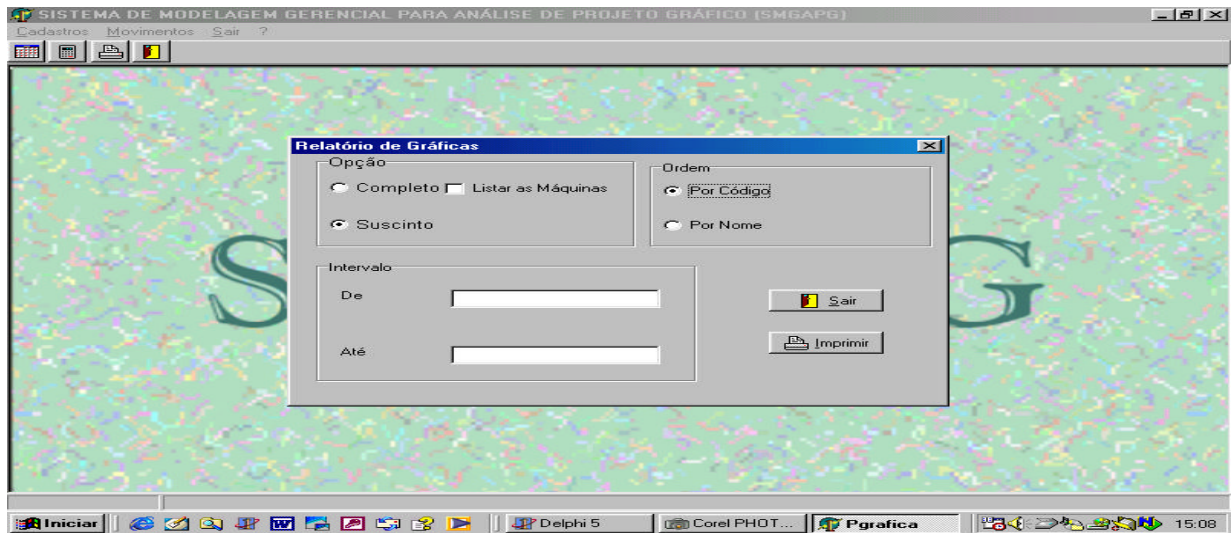 SISTEMA DE MODELAGEM GERENCIAL PARA ANÁLISE DE PROJETO GRÁFICO (SMGAPG)
Cadastros Movimentos Sair ?
Relatório de Gráficas
Opção
Completo Listar as Máquinas
Suscinto
Ordem
Por Código
Por Nome
S G
Intervalo
De
Até
Sair
Imprimir
Iniciar Delphi 5 Corel PHOT... Pgrafica 15:08